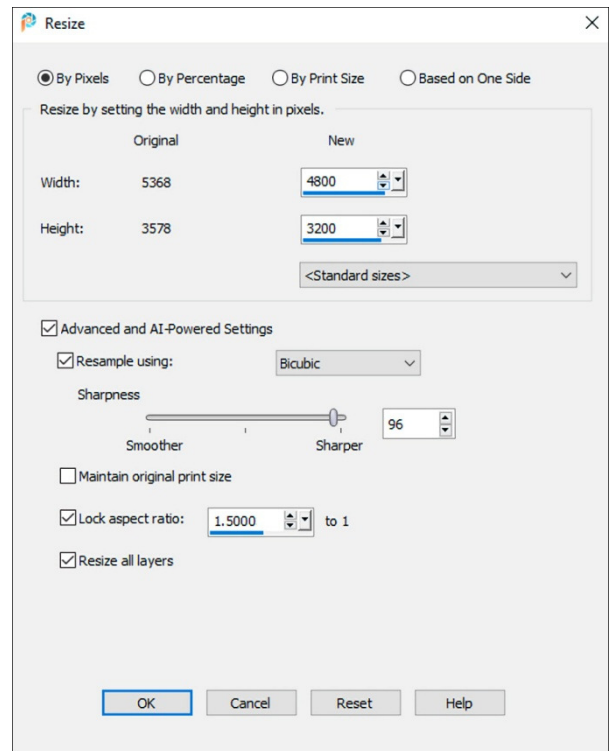 Resize
By Pixels By Percentage By Print Size Based on One Side
Resize by setting the width and height in pixels.
Original New
Width: 5368 4800
Height: 3578 3200
<Standard sizes>
Advanced and AI-Powered Settings
Resample using: Bicubic
Sharpness
96
Smoother Sharper
Maintain original print size
Lock aspect ratio: 1.5000 to 1
Resize all layers
OK Cancel Reset Help